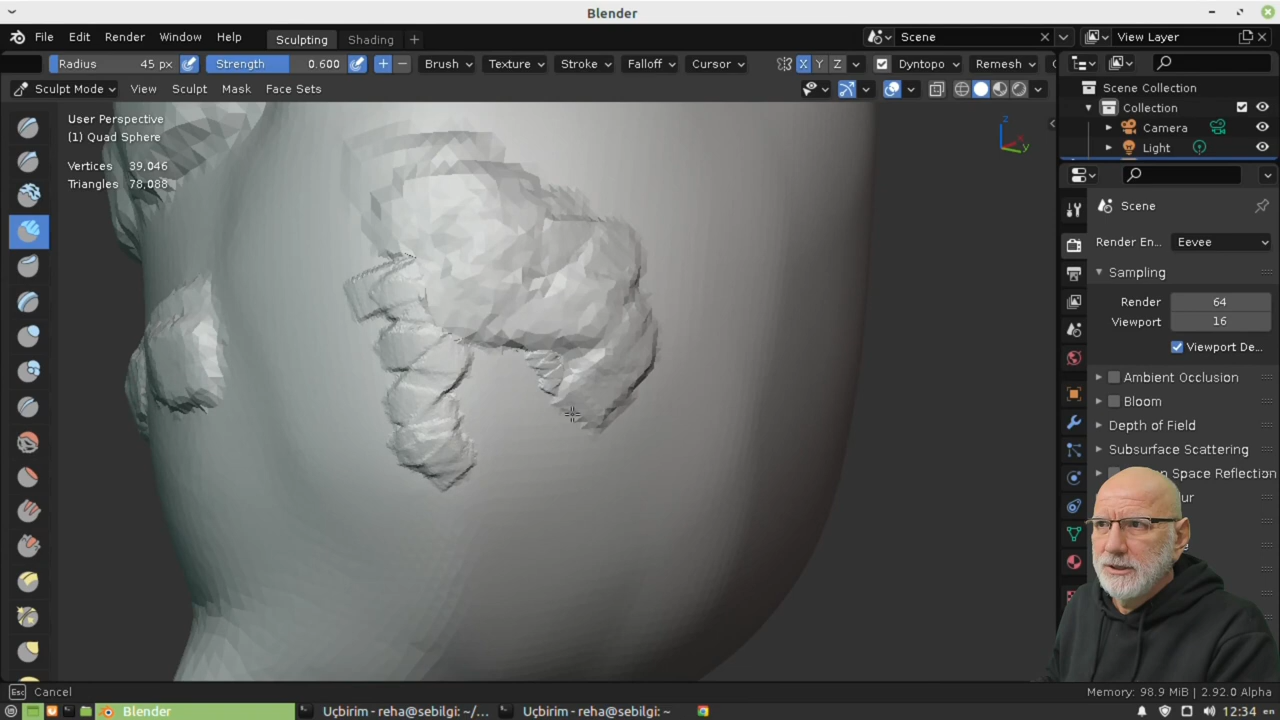 Blender
File Edit Render Window Help Sculpting Shading + Scene View Layer
Radius 45 px Strength 0.600 + − Brush Texture Stroke Falloff Cursor X Y Z Dyntopo Remesh
Sculpt Mode View Sculpt Mask Face Sets
User Perspective
(1) Quad Sphere
Vertices 39,046
Triangles 78,088
z
x
y
Scene Collection
Collection
Camera
Light
Scene
Render En... Eevee
Sampling
Render 64
Viewport 16
Viewport De...
Ambient Occlusion
Bloom
Depth of Field
Subsurface Scattering
Space Reflection
Esc Cancel
Memory: 98.9 MiB | 2.92.0 Alpha
Blender
Uçbirim - reha@sebilgi: ~/...
Uçbirim - reha@sebilgi: ~
12:34 en